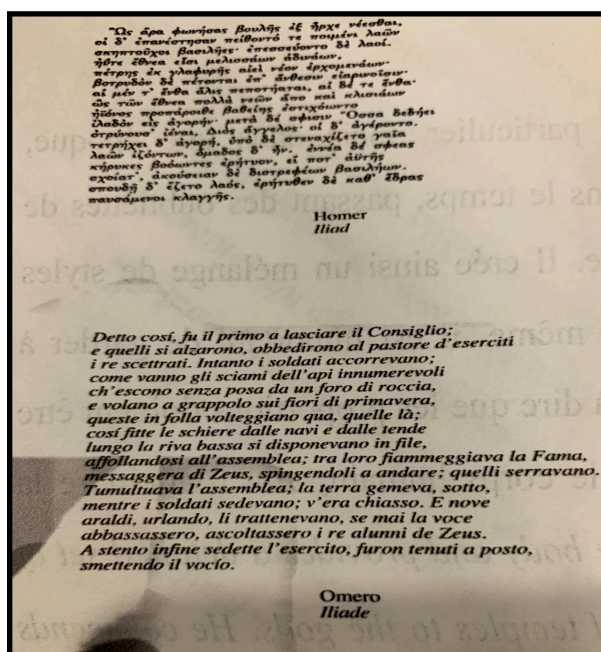 Ὣς ἄρα φωνήσας βουλῆς ἐξ ἦρχε νέεσθαι,
οἱ δ' ἐπανέστησαν πείθοντό τε ποιμένι λαῶν
σκηπτοῦχοι βασιλῆες· ἐπεσσεύοντο δὲ λαοί.
ἠΰτε ἔθνεα εἶσι μελισσάων ἁδινάων,
πέτρης ἐκ γλαφυρῆς αἰεὶ νέον ἐρχομενάων·
βοτρυδὸν δὲ πέτονται ἐπ' ἄνθεσιν εἰαρινοῖσιν·
αἱ μέν τ' ἔνθα ἅλις πεποτήαται, αἱ δέ τε ἔνθα·
ὣς τῶν ἔθνεα πολλὰ νεῶν ἄπο καὶ κλισιάων
ἠϊόνος προπάροιθε βαθείης ἐστιχόωντο
ἰλαδὸν εἰς ἀγορήν· μετὰ δέ σφισιν Ὄσσα δεδήει
ὀτρύνουσ' ἰέναι, Διὸς ἄγγελος· οἱ δ' ἀγέροντο.
τετρήχει δ' ἀγορή, ὑπὸ δὲ στεναχίζετο γαῖα
λαῶν ἱζόντων, ὅμαδος δ' ἦν. ἐννέα δέ σφεας
κήρυκες βοόωντες ἐρήτυον, εἴ ποτ' ἀϋτῆς
σχοίατ', ἀκούσειαν δὲ διοτρεφέων βασιλήων.
σπουδῇ δ' ἕζετο λαός, ἐρήτυθεν δὲ καθ' ἕδρας
παυσάμενοι κλαγγῆς.
Homer
Iliad
Detto cosí, fu il primo a lasciare il Consiglio;
e quelli si alzarono, obbedirono al pastore d'eserciti
i re scettrati. Intanto i soldati accorrevano;
come vanno gli sciami dell'api innumerevoli
ch'escono senza posa da un foro di roccia,
e volano a grappolo sui fiori di primavera,
queste in folla volteggiano qua, quelle là;
cosí fitte le schiere dalle navi e dalle tende
lungo la riva bassa si disponevano in file,
affollandosi all'assemblea; tra loro fiammeggiava la Fama,
messaggera di Zeus, spingendoli a andare; quelli serravano.
Tumultuava l'assemblea; la terra gemeva, sotto,
mentre i soldati sedevano; v'era chiasso. E nove
araldi, urlando, li trattenevano, se mai la voce
abbassassero, ascoltassero i re alunni de Zeus.
A stento infine sedette l'esercito, furon tenuti a posto,
smettendo il vocío.
Omero
Iliade